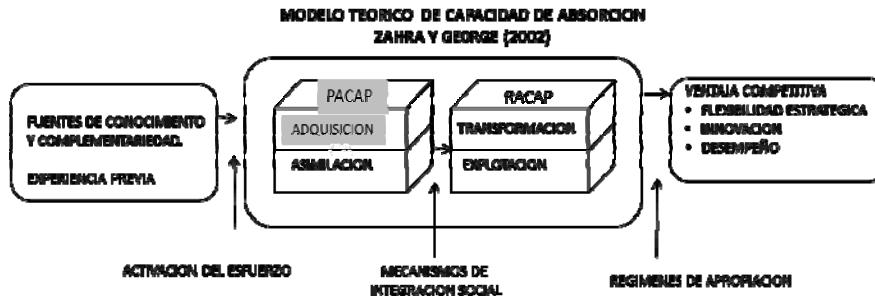 MODELO TEORICO DE CAPACIDAD DE ABSORCION
ZAHRA Y GEORGE (2002)
FUENTES DE CONOCIMIENTO
Y COMPLEMENTARIEDAD.
EXPERIENCIA PREVIA
PACAP
ADQUISICION
ASIMILACION
RACAP
TRANSFORMACION
EXPLOTACION
VENTAJA COMPETITIVA
• FLEXIBILIDAD ESTRATEGICA
• INNOVACION
• DESEMPEÑO
ACTIVACION DEL ESFUERZO
MECANISMOS DE
INTEGRACION SOCIAL
REGIMENES DE APROPIACION